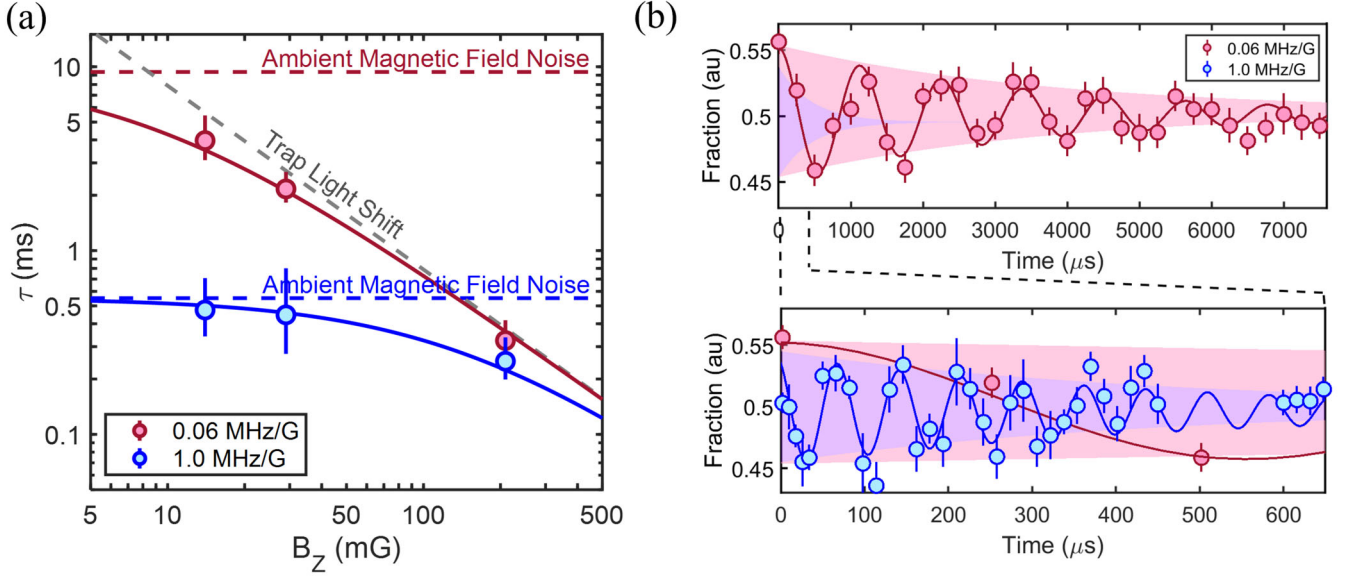 (a)
Ambient Magnetic Field Noise
Trap Light Shift
Ambient Magnetic Field Noise
10
5
1
0.5
0.1
τ (ms)
0.06 MHz/G
1.0 MHz/G
5
10
50
100
500
B_Z (mG)
(b)
0.55
0.5
0.45
Fraction (au)
0.06 MHz/G
1.0 MHz/G
0
1000
2000
3000
4000
5000
6000
7000
Time (μs)
0.55
0.5
0.45
Fraction (au)
0
100
200
300
400
500
600
Time (μs)